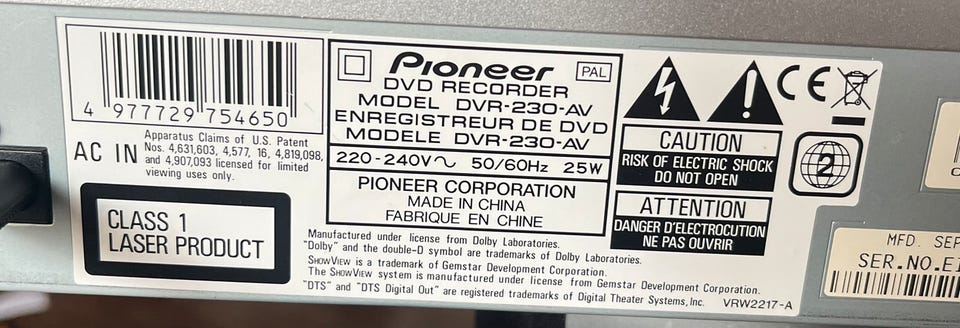 4 977729 754650
Apparatus Claims of U.S. Patent
Nos. 4,631,603, 4,577, 16, 4,819,098,
and 4,907,093 licensed for limited
viewing uses only.
AC IN
CLASS 1
LASER PRODUCT
Pioneer
PAL
DVD RECORDER
MODEL DVR-230-AV
ENREGISTREUR DE DVD
MODELE DVR-230-AV
220-240V~ 50/60Hz 25W
PIONEER CORPORATION
MADE IN CHINA
FABRIQUE EN CHINE
Manufactured under license from Dolby Laboratories.
"Dolby" and the double-D symbol are trademarks of Dolby Laboratories.
SHOWVIEW is a trademark of Gemstar Development Corporation.
The SHOWVIEW system is manufactured under license from Gemstar Development Corporation.
"DTS" and "DTS Digital Out" are registered trademarks of Digital Theater Systems, Inc.
VRW2217-A
CE
CAUTION
RISK OF ELECTRIC SHOCK
DO NOT OPEN
ATTENTION
DANGER D'ELECTROCUTION
NE PAS OUVRIR
2
MFD. SEP
SER.NO.EI